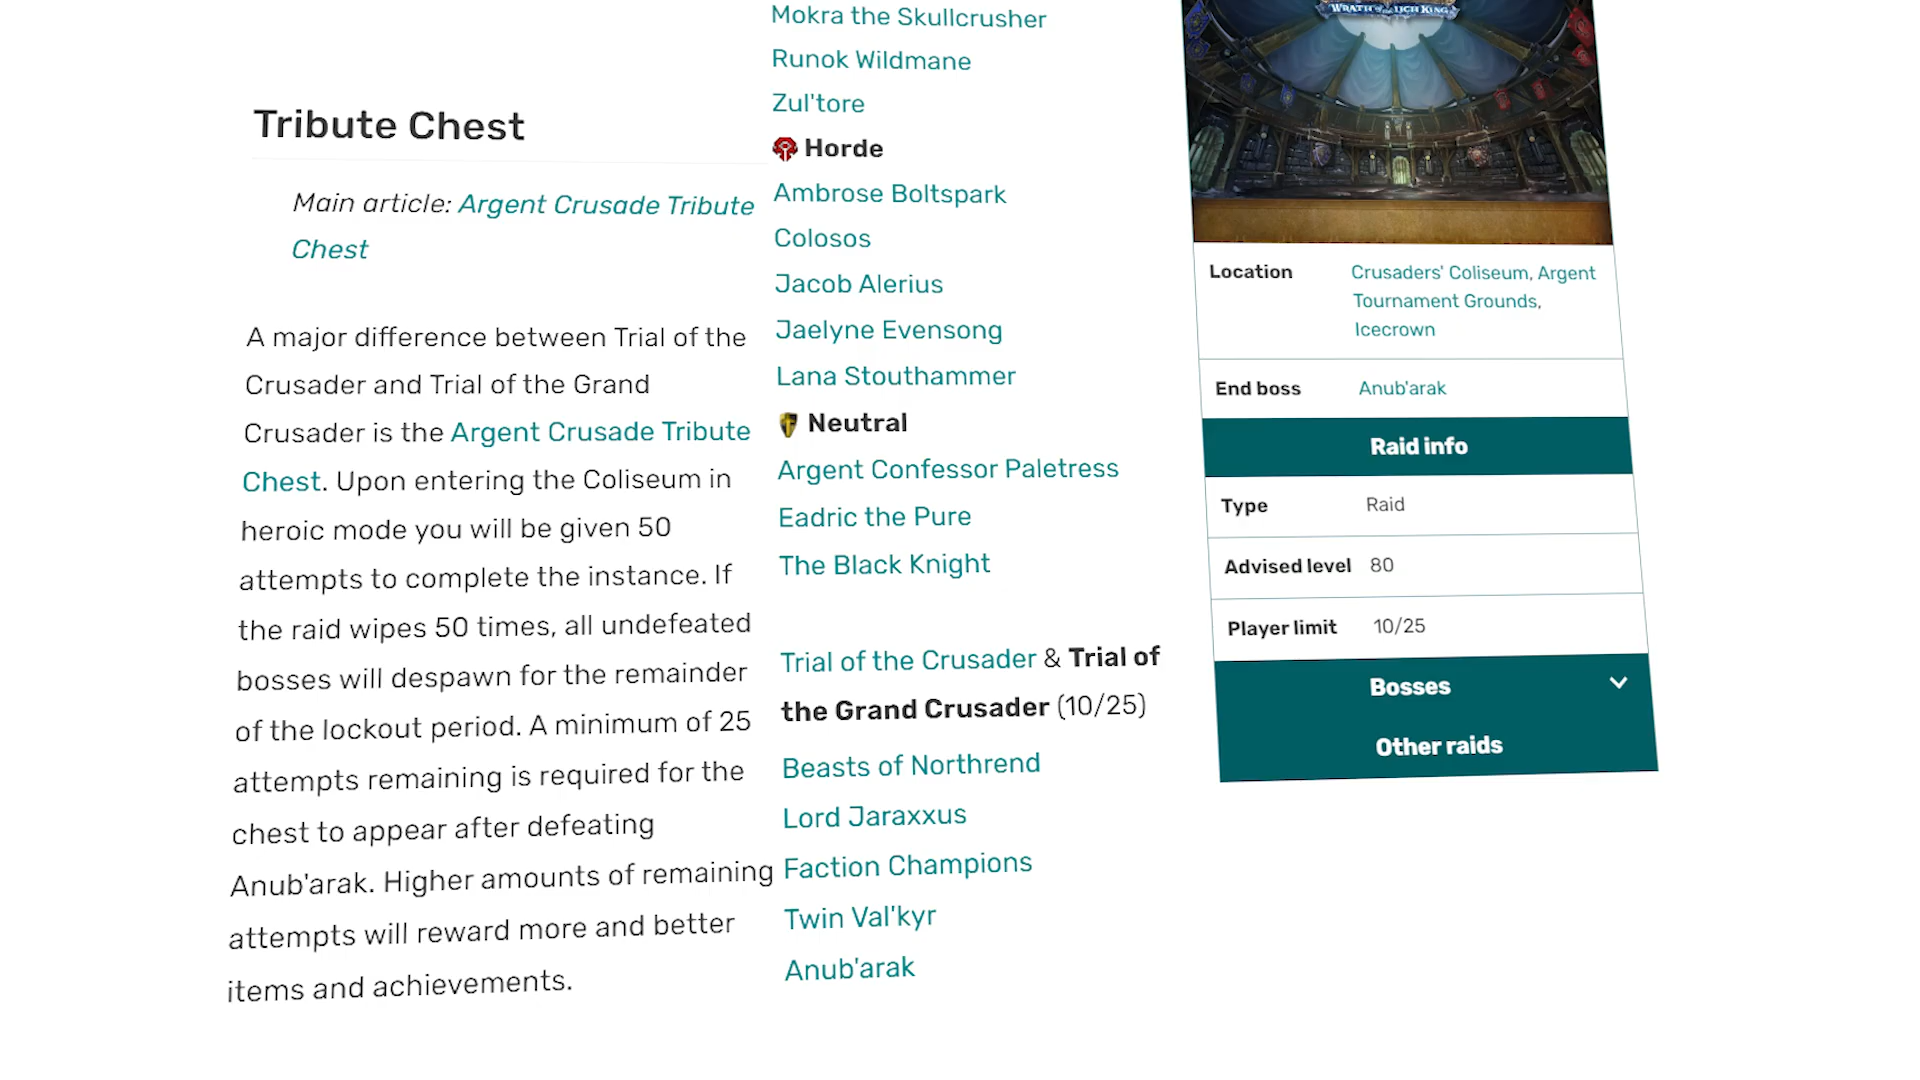 Tribute Chest
Main article: Argent Crusade Tribute
Chest
A major difference between Trial of the
Crusader and Trial of the Grand
Crusader is the Argent Crusade Tribute
Chest. Upon entering the Coliseum in
heroic mode you will be given 50
attempts to complete the instance. If
the raid wipes 50 times, all undefeated
bosses will despawn for the remainder
of the lockout period. A minimum of 25
attempts remaining is required for the
chest to appear after defeating
Anub'arak. Higher amounts of remaining
attempts will reward more and better
items and achievements.
Mokra the Skullcrusher
Runok Wildmane
Zul'tore
Horde
Ambrose Boltspark
Colosos
Jacob Alerius
Jaelyne Evensong
Lana Stouthammer
Neutral
Argent Confessor Paletress
Eadric the Pure
The Black Knight
Trial of the Crusader & Trial of
the Grand Crusader (10/25)
Beasts of Northrend
Lord Jaraxxus
Faction Champions
Twin Val'kyr
Anub'arak
WRATH OF THE LICH KING
Location Crusaders' Coliseum, Argent
Tournament Grounds,
Icecrown
End boss Anub'arak
Raid info
Type Raid
Advised level 80
Player limit 10/25
Bosses
Other raids